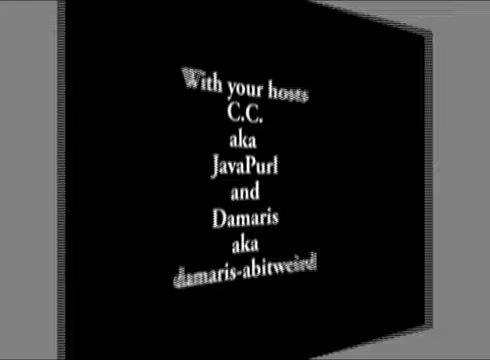 With your hosts
C.C.
aka
JavaPurl
and
Damaris
aka
damaris-abitweird